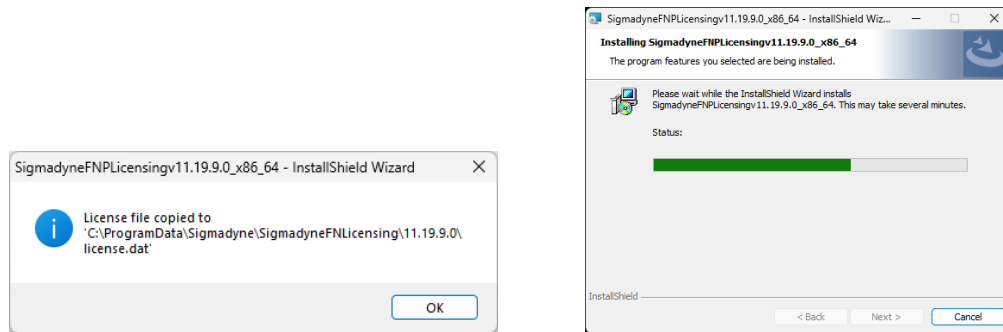 SigmadyneFNPLicensingv11.19.9.0_x86_64 - InstallShield Wizard
License file copied to
'C:\ProgramData\Sigmadyne\SigmadyneFNLicensing\11.19.9.0\
license.dat'
OK
SigmadyneFNPLicensingv11.19.9.0_x86_64 - InstallShield Wiz...
Installing SigmadyneFNPLicensingv11.19.9.0_x86_64
The program features you selected are being installed.
Please wait while the InstallShield Wizard installs
SigmadyneFNPLicensingv11.19.9.0_x86_64. This may take several minutes.
Status:
InstallShield
< Back
Next >
Cancel